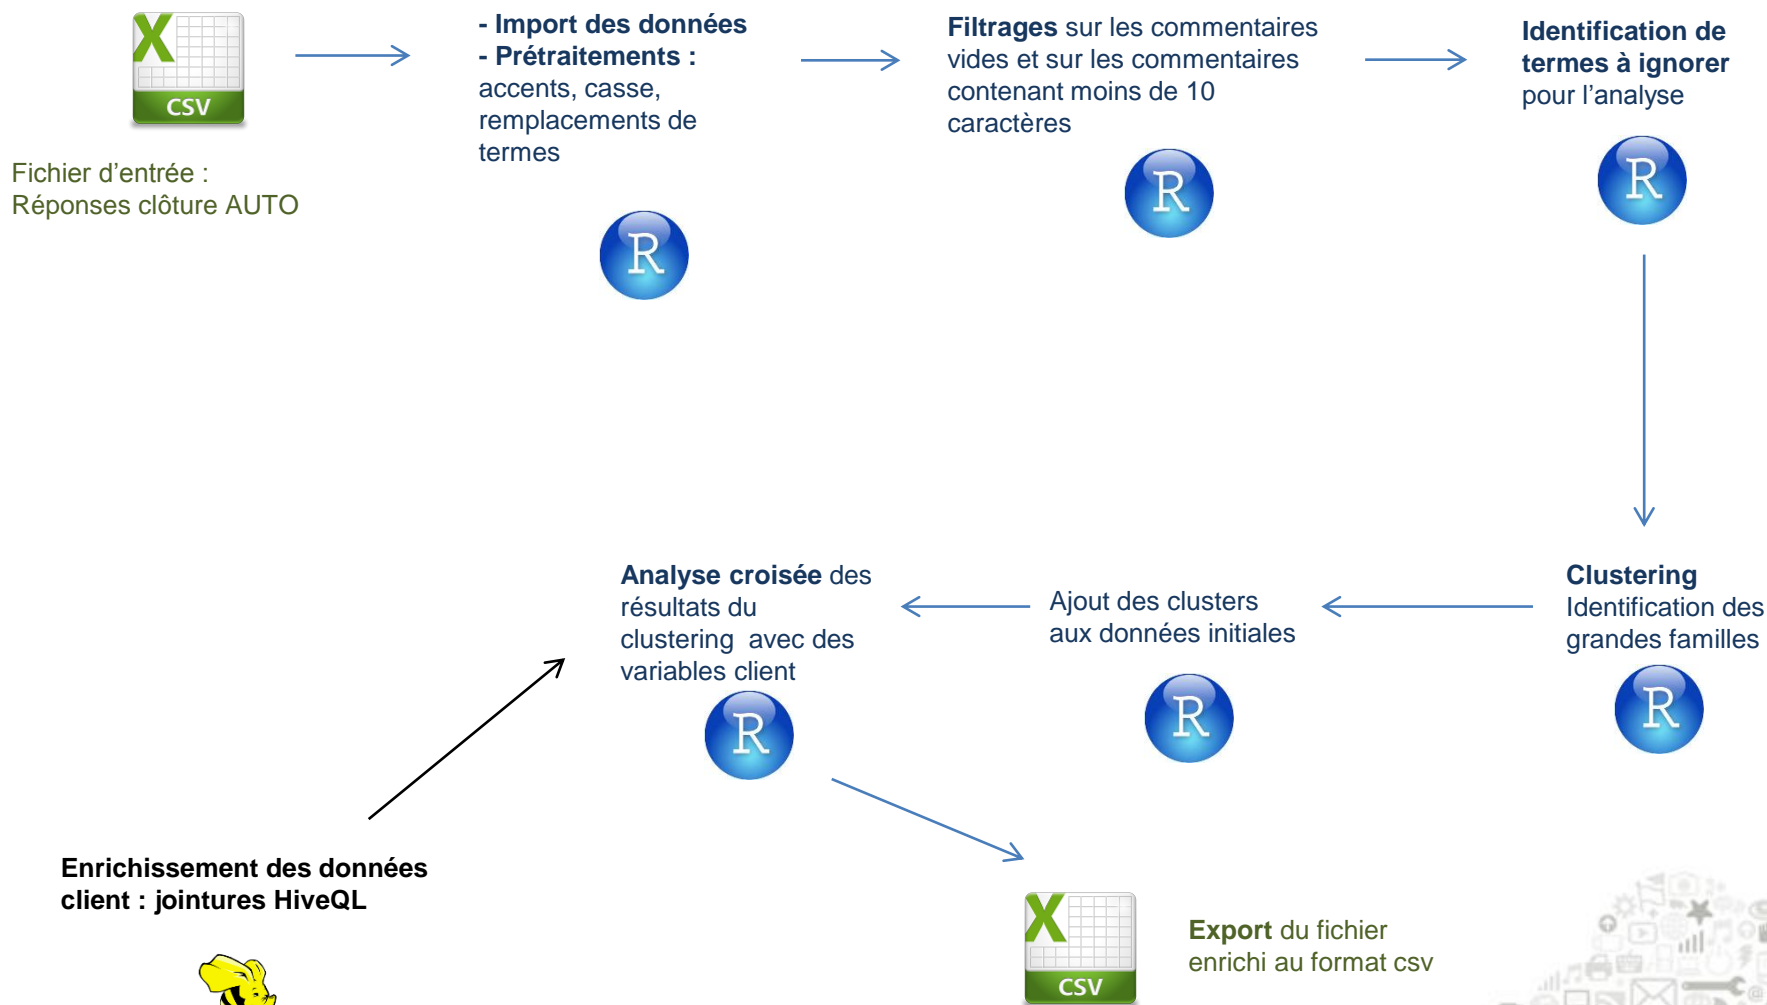 CSV
Fichier d'entrée :
Réponses clôture AUTO
- Import des données
- Prétraitements :
accents, casse,
remplacements de
termes
R
Filtrages sur les commentaires
vides et sur les commentaires
contenant moins de 10
caractères
R
Identification de
termes à ignorer
pour l'analyse
R
Clustering
Identification des
grandes familles
R
Ajout des clusters
aux données initiales
R
Analyse croisée des
résultats du
clustering  avec des
variables client
R
Enrichissement des données
client : jointures HiveQL
X
CSV
Export du fichier
enrichi au format csv